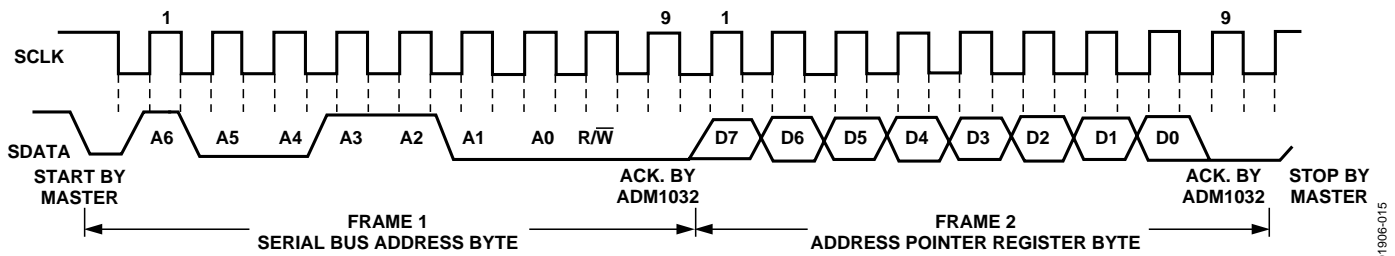 1 9 1 9
SCLK
A6 A5 A4 A3 A2 A1 A0 R/W̅ D7 D6 D5 D4 D3 D2 D1 D0
SDATA
START BY
MASTER
ACK. BY
ADM1032
ACK. BY
ADM1032
STOP BY
MASTER
FRAME 1
SERIAL BUS ADDRESS BYTE
FRAME 2
ADDRESS POINTER REGISTER BYTE
01906-015